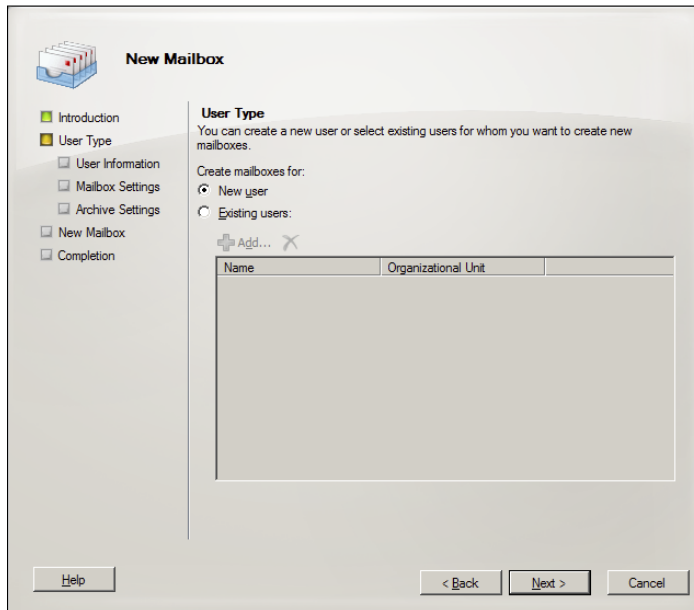 New Mailbox
Introduction
User Type
User Information
Mailbox Settings
Archive Settings
New Mailbox
Completion
User Type
You can create a new user or select existing users for whom you want to create new
mailboxes.
Create mailboxes for:
New user
Existing users:
Add...
Name Organizational Unit
Help
< Back Next > Cancel